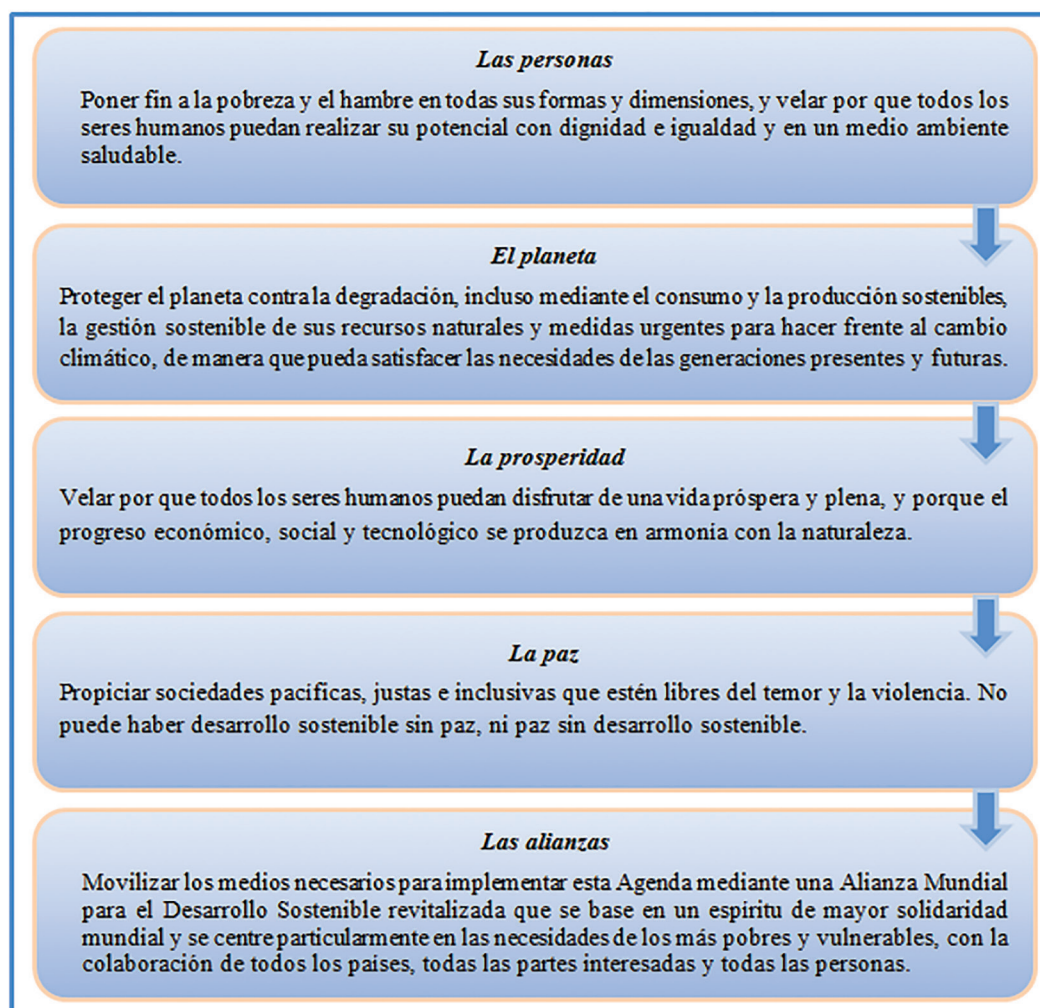 Las personas
Poner fin a la pobreza y el hambre en todas sus formas y dimensiones, y velar por que todos los
seres humanos puedan realizar su potencial con dignidad e igualdad y en un medio ambiente
saludable.
El planeta
Proteger el planeta contra la degradación, incluso mediante el consumo y la producción sostenibles,
la gestión sostenible de sus recursos naturales y medidas urgentes para hacer frente al cambio
climático, de manera que pueda satisfacer las necesidades de las generaciones presentes y futuras.
La prosperidad
Velar por que todos los seres humanos puedan disfrutar de una vida próspera y plena, y porque el
progreso económico, social y tecnológico se produzca en armonía con la naturaleza.
La paz
Propiciar sociedades pacíficas, justas e inclusivas que estén libres del temor y la violencia. No
puede haber desarrollo sostenible sin paz, ni paz sin desarrollo sostenible.
Las alianzas
Movilizar los medios necesarios para implementar esta Agenda mediante una Alianza Mundial
para el Desarrollo Sostenible revitalizada que se base en un espíritu de mayor solidaridad
mundial y se centre particularmente en las necesidades de los más pobres y vulnerables, con la
colaboración de todos los países, todas las partes interesadas y todas las personas.